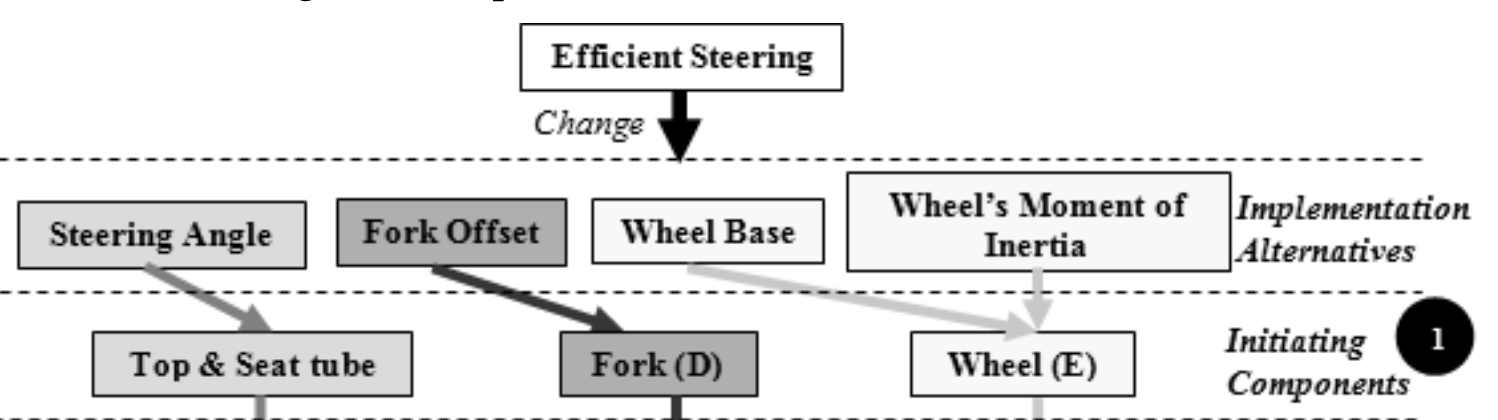 Efficient Steering
Change
Steering Angle
Fork Offset
Wheel Base
Wheel’s Moment of
Inertia
Implementation
Alternatives
Top & Seat tube
Fork (D)
Wheel (E)
Initiating
Components
1